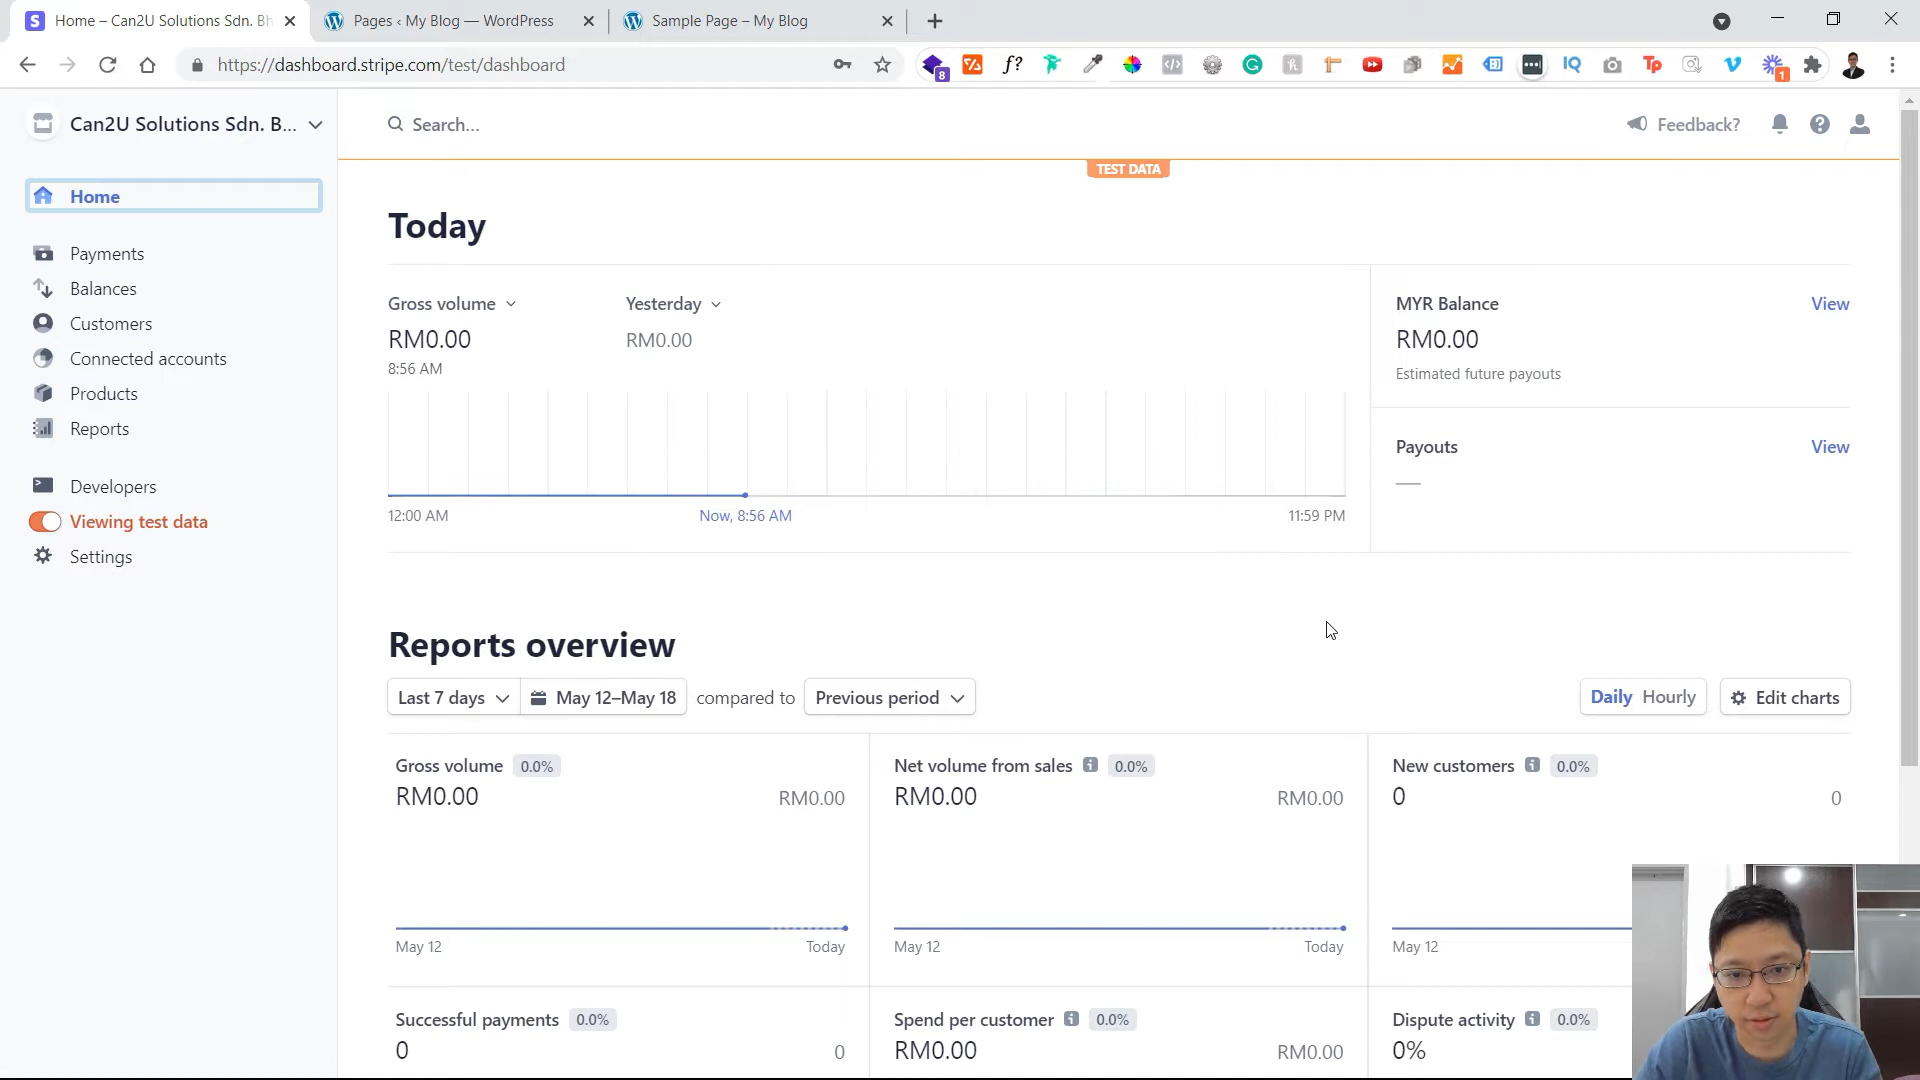 Home – Can2U Solutions Sdn. Bh
Pages ‹ My Blog — WordPress
Sample Page – My Blog
https://dashboard.stripe.com/test/dashboard
8
f?
Tp
IQ
1
Can2U Solutions Sdn. B...
Search...
Feedback?
TEST DATA
Home
Payments
Balances
Customers
Connected accounts
Products
Reports
Developers
Viewing test data
Settings
Today
Gross volume
Yesterday
RM0.00
RM0.00
8:56 AM
12:00 AM
Now, 8:56 AM
11:59 PM
MYR Balance
View
RM0.00
Estimated future payouts
Payouts
View
—
Reports overview
Last 7 days
May 12–May 18
compared to
Previous period
Daily Hourly
Edit charts
Gross volume 0.0%
RM0.00
RM0.00
May 12
Today
Net volume from sales 0.0%
RM0.00
RM0.00
May 12
Today
New customers 0.0%
0
0
May 12
Successful payments 0.0%
0
0
Spend per customer 0.0%
RM0.00
RM0.00
Dispute activity 0.0%
0%